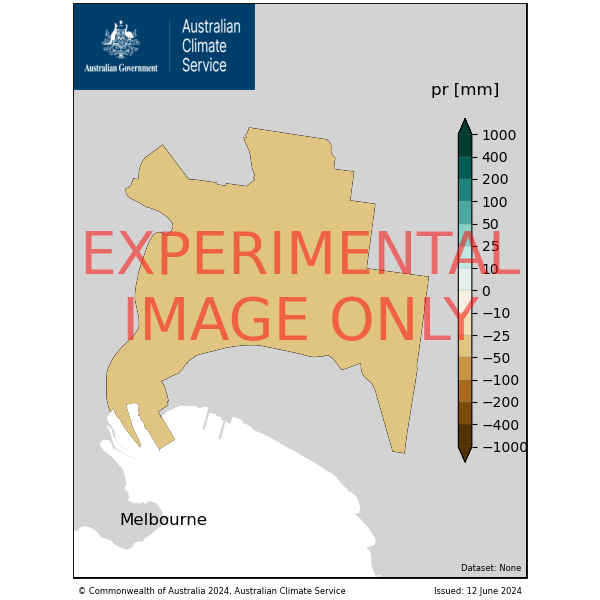 Australian Government
Australian
Climate
Service
pr [mm]
1000
400
200
100
50
25
10
0
−10
−25
−50
−100
−200
−400
−1000
EXPERIMENTAL
IMAGE ONLY
Melbourne
Dataset: None
© Commonwealth of Australia 2024, Australian Climate Service
Issued: 12 June 2024